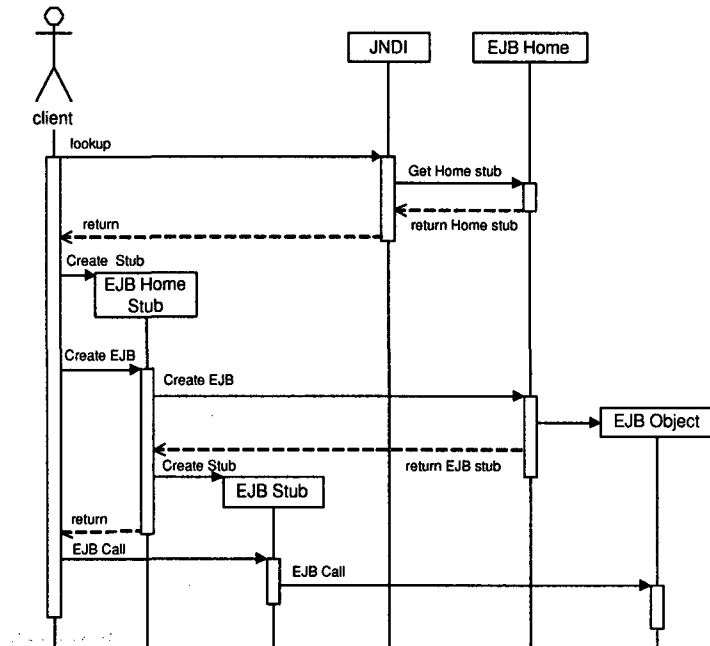 JNDI
EJB Home
client
lookup
Get Home stub
return Home stub
return
Create Stub
EJB Home
Stub
Create EJB
Create EJB
EJB Object
return EJB stub
Create Stub
EJB Stub
return
EJB Call
EJB Call